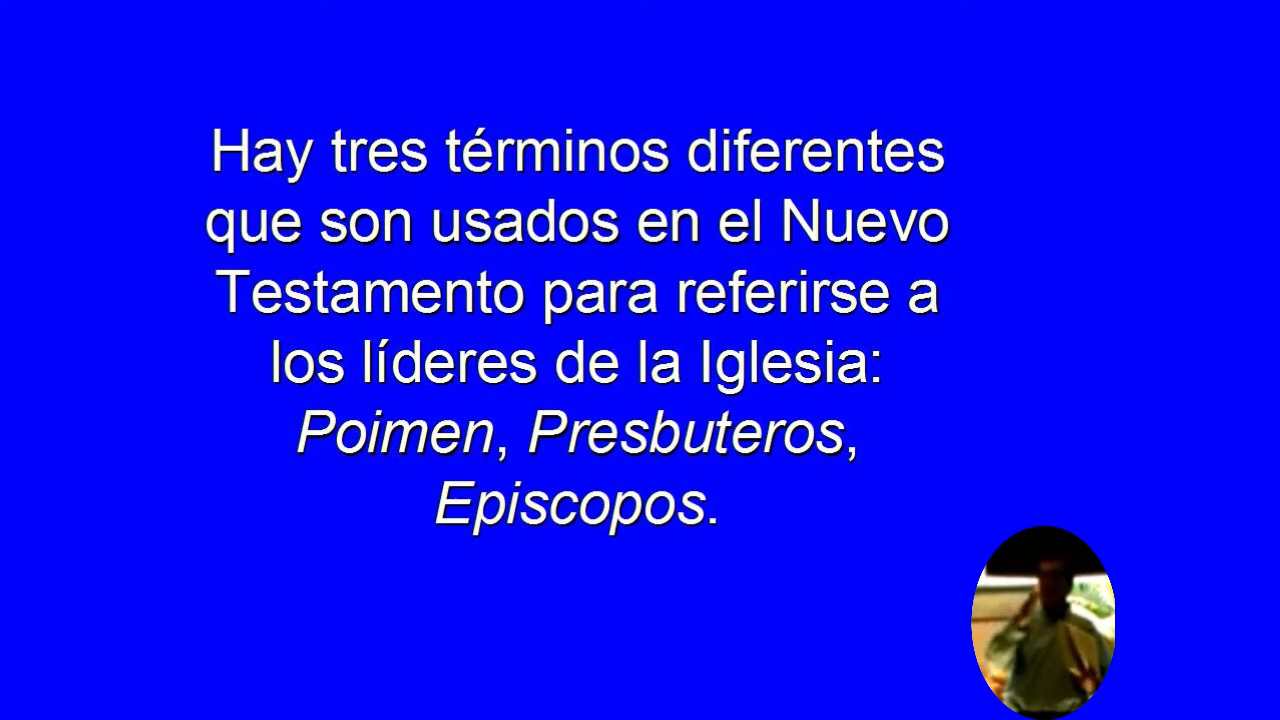 Hay tres términos diferentes
que son usados en el Nuevo
Testamento para referirse a
los líderes de la Iglesia:
Poimen, Presbuteros,
Episcopos.